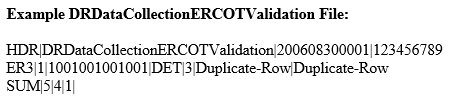 Example DRDataCollectionERCOTValidation File:
HDR|DRDataCollectionERCOTValidation|200608300001|123456789
ER3|1|1001001001001|DET|3|Duplicate-Row|Duplicate-Row
SUM|5|4|1|